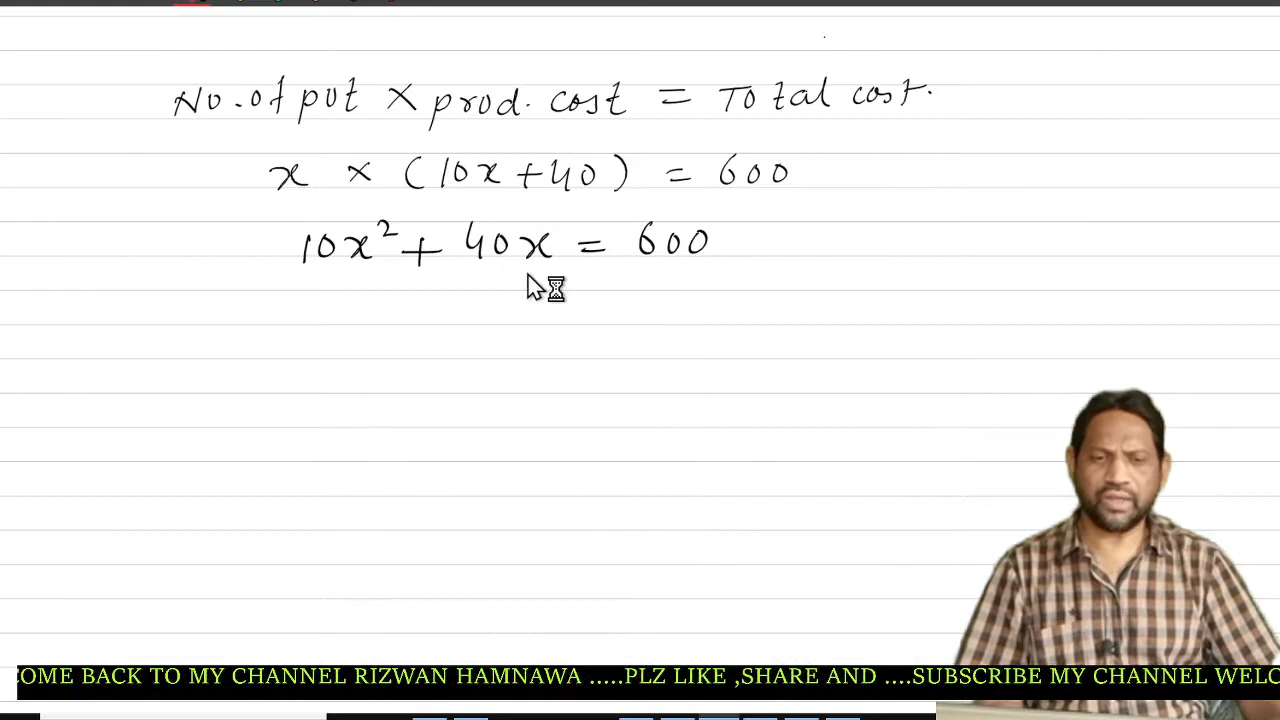 No. of pot × prod. cost = Total cost.
x × (10x + 40) = 600
10x² + 40x = 600
COME BACK TO MY CHANNEL RIZWAN HAMNAWA .....PLZ LIKE ,SHARE AND ....SUBSCRIBE MY CHANNEL WELC